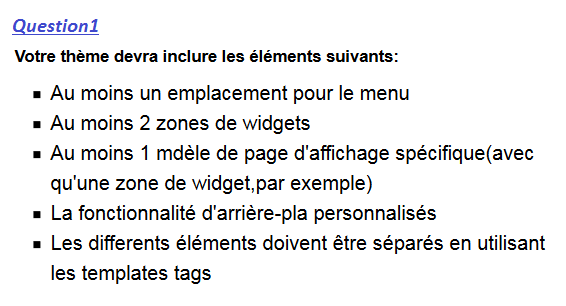 Question1
Votre thème devra inclure les éléments suivants:
▪ Au moins un emplacement pour le menu
▪ Au moins 2 zones de widgets
▪ Au moins 1 mdèle de page d'affichage spécifique(avec
qu'une zone de widget,par exemple)
▪ La fonctionnalité d'arrière-pla personnalisés
▪ Les differents éléments doivent être séparés en utilisant
les templates tags